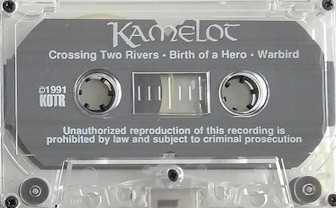 KAMELOT
Crossing Two Rivers • Birth of a Hero • Warbird
©1991
KOTR
Unauthorized reproduction of this recording is
prohibited by law and subject to criminal prosecution